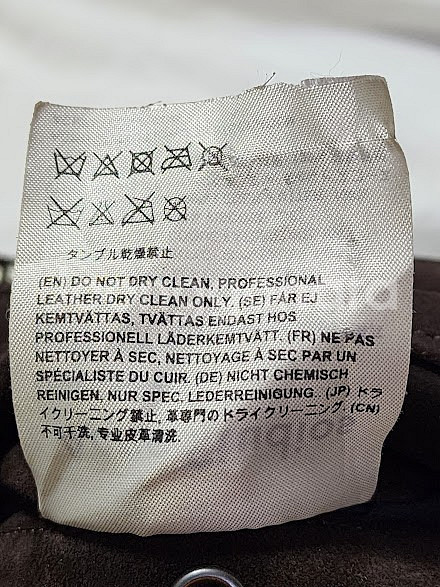 タンブル乾燥禁止
(EN) DO NOT DRY CLEAN, PROFESSIONAL
LEATHER DRY CLEAN ONLY. (SE) FÅR EJ
KEMTVÄTTAS, TVÄTTAS ENDAST HOS
PROFESSIONELL LÄDERKEMTVÄTT. (FR) NE PAS
NETTOYER À SEC, NETTOYAGE À SEC PAR UN
SPÉCIALISTE DU CUIR. (DE) NICHT CHEMISCH
REINIGEN, NUR SPEC. LEDERREINIGUNG. (JP) ドラ
イクリーニング禁止, 革専門のドライクリーニング. (CN)
不可干洗, 专业皮革清洗.